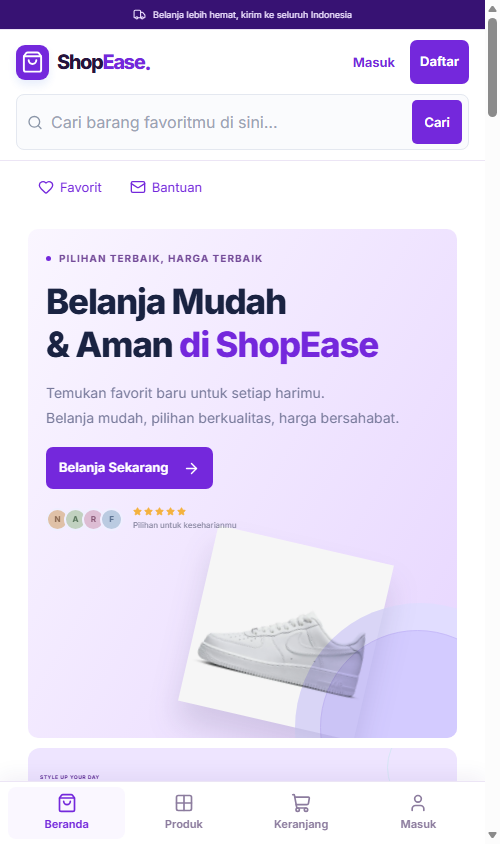 Belanja lebih hemat, kirim ke seluruh Indonesia
ShopEase.
Masuk
Daftar
Cari barang favoritmu di sini...
Cari
Favorit
Bantuan
PILIHAN TERBAIK, HARGA TERBAIK
Belanja Mudah
& Aman di ShopEase
Temukan favorit baru untuk setiap harimu.
Belanja mudah, pilihan berkualitas, harga bersahabat.
Belanja Sekarang
N A R F
Pilihan untuk keseharianmu
STYLE UP YOUR DAY
Beranda
Produk
Keranjang
Masuk